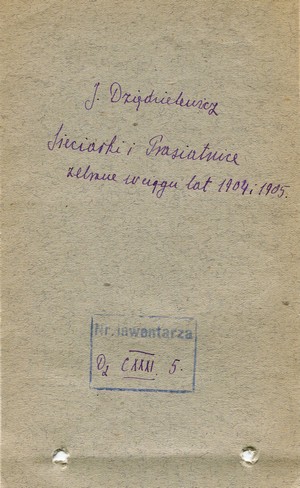 J. Dziędzielewicz
Sieciarki i Prasiatnice
zebrane w ciągu lat 1904 i 1905.
Nr. inwentarza
Dz CXXXI. 5.